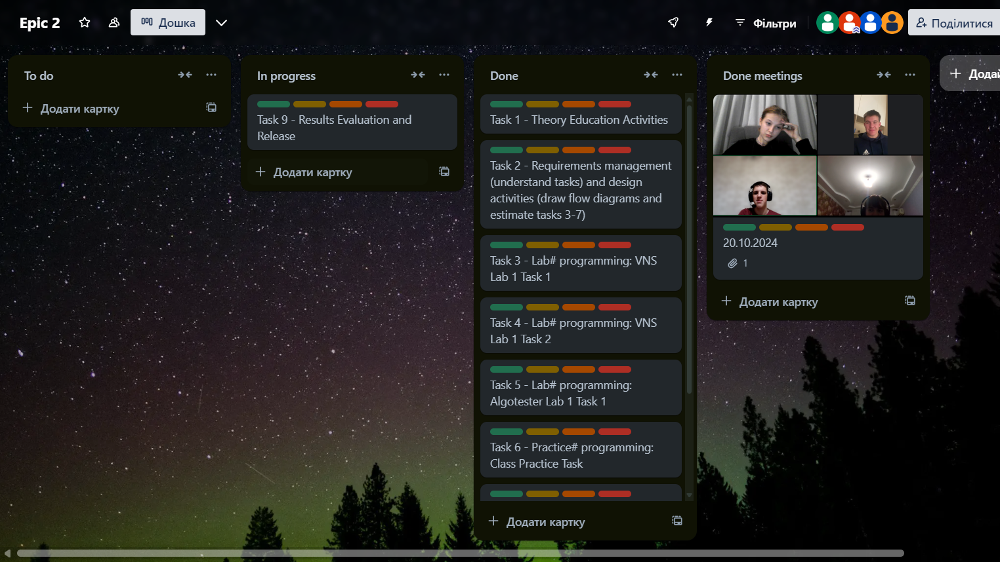 Epic 2
Дошка
Фільтри
Поділитися
To do
Додати картку
In progress
Task 9 - Results Evaluation and
Release
Додати картку
Done
Task 1 - Theory Education Activities
Task 2 - Requirements management
(understand tasks) and design
activities (draw flow diagrams and
estimate tasks 3-7)
Task 3 - Lab# programming: VNS
Lab 1 Task 1
Task 4 - Lab# programming: VNS
Lab 1 Task 2
Task 5 - Lab# programming:
Algotester Lab 1 Task 1
Task 6 - Practice# programming:
Class Practice Task
Додати картку
Done meetings
20.10.2024
1
Додати картку
Додай